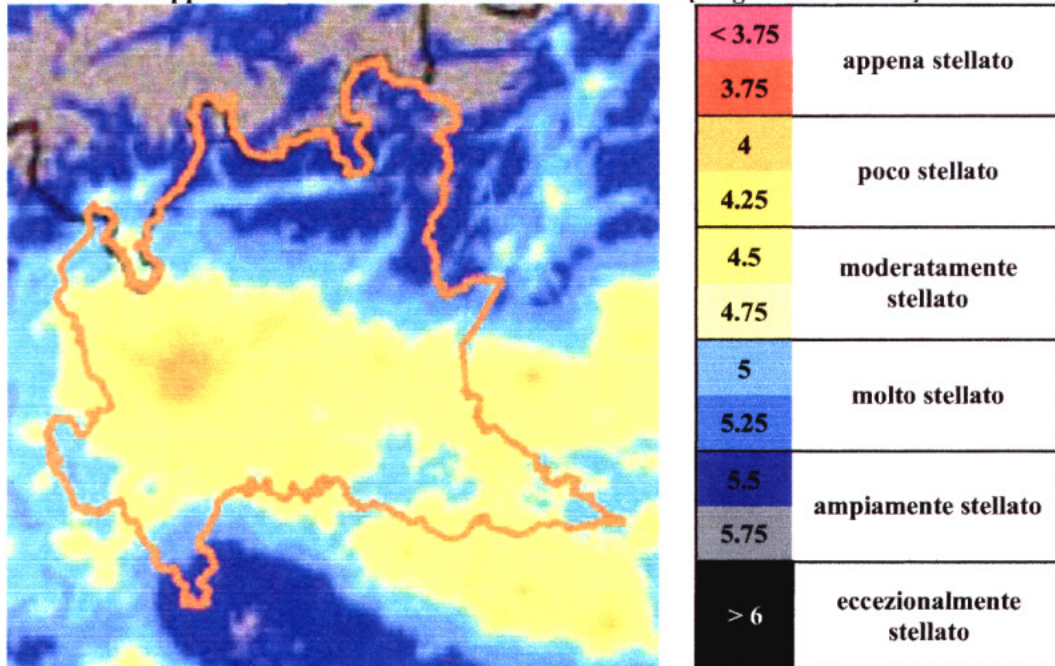 < 3.75
appena stellato
3.75
4
poco stellato
4.25
4.5
moderatamente
stellato
4.75
5
molto stellato
5.25
5.5
ampiamente stellato
5.75
> 6
eccezionalmente
stellato